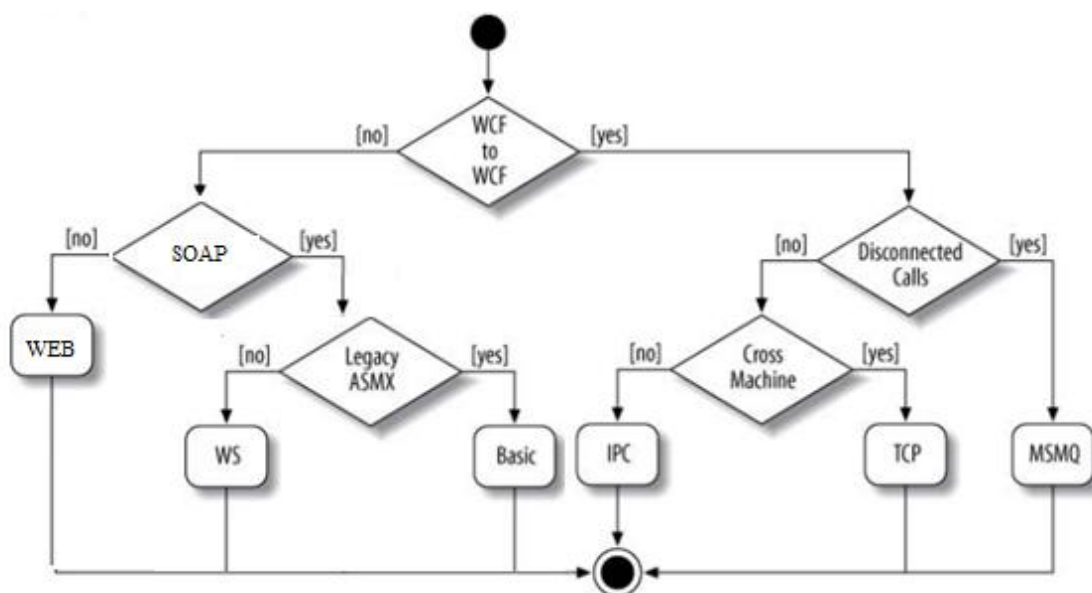 WCF
to
WCF
[no]
[yes]
SOAP
[no]
[yes]
Disconnected
Calls
[no]
[yes]
WEB
Legacy
ASMX
[no]
[yes]
Cross
Machine
[no]
[yes]
WS
Basic
IPC
TCP
MSMQ